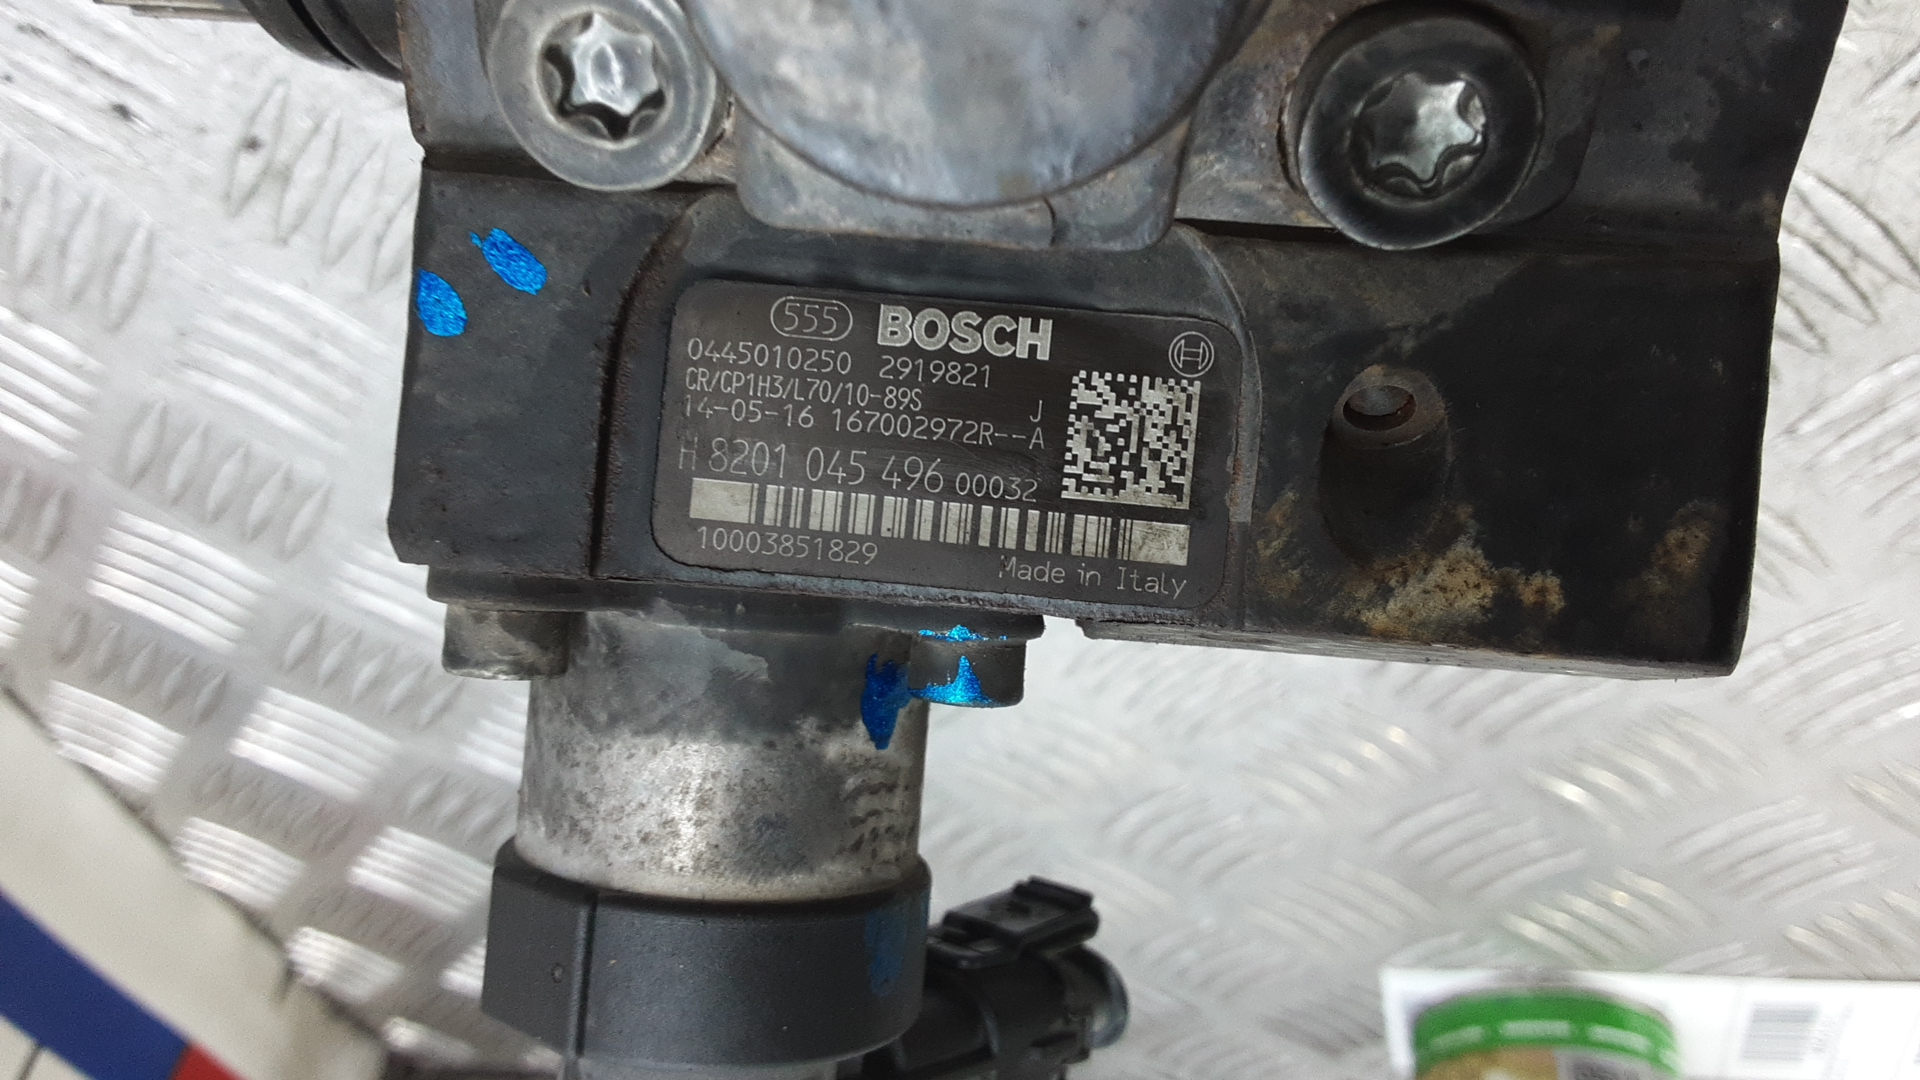 555 BOSCH
0445010250 2919821
CR/CP1H3/L70/10-89S J
14-05-16 167002972R--A
H 8201 045 496 00032
10003851829
Made in Italy